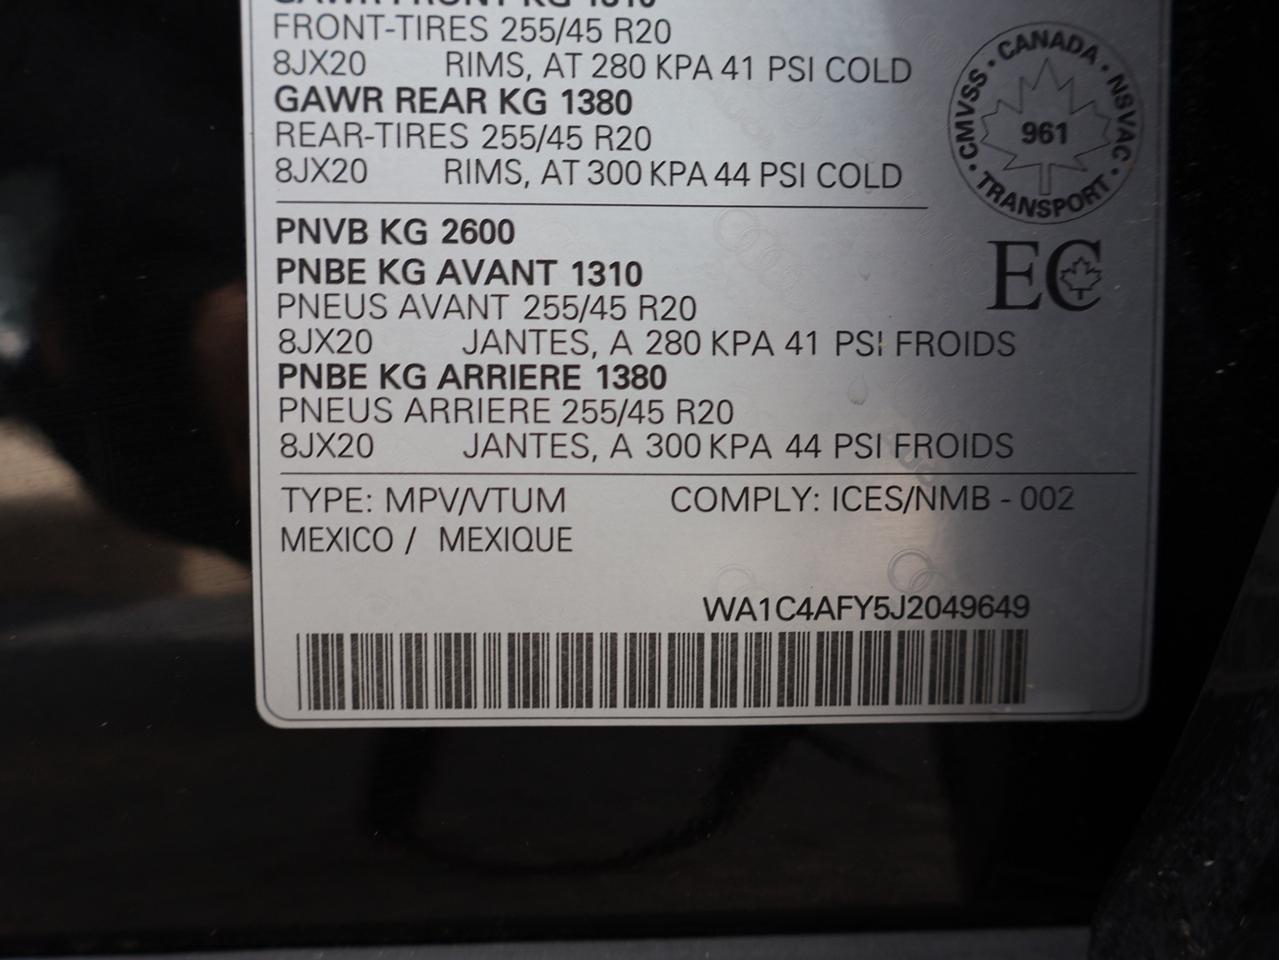 GAWR FRONT KG 1310
FRONT-TIRES 255/45 R20
8JX20 RIMS, AT 280 KPA 41 PSI COLD
GAWR REAR KG 1380
REAR-TIRES 255/45 R20
8JX20 RIMS, AT 300 KPA 44 PSI COLD
CMVSS · CANADA · NSVAC · TRANSPORT ·
961
PNVB KG 2600
PNBE KG AVANT 1310
EC
PNEUS AVANT 255/45 R20
8JX20 JANTES, A 280 KPA 41 PSI FROIDS
PNBE KG ARRIERE 1380
PNEUS ARRIERE 255/45 R20
8JX20 JANTES, A 300 KPA 44 PSI FROIDS
TYPE: MPV/VTUM COMPLY: ICES/NMB - 002
MEXICO / MEXIQUE
WA1C4AFY5J2049649